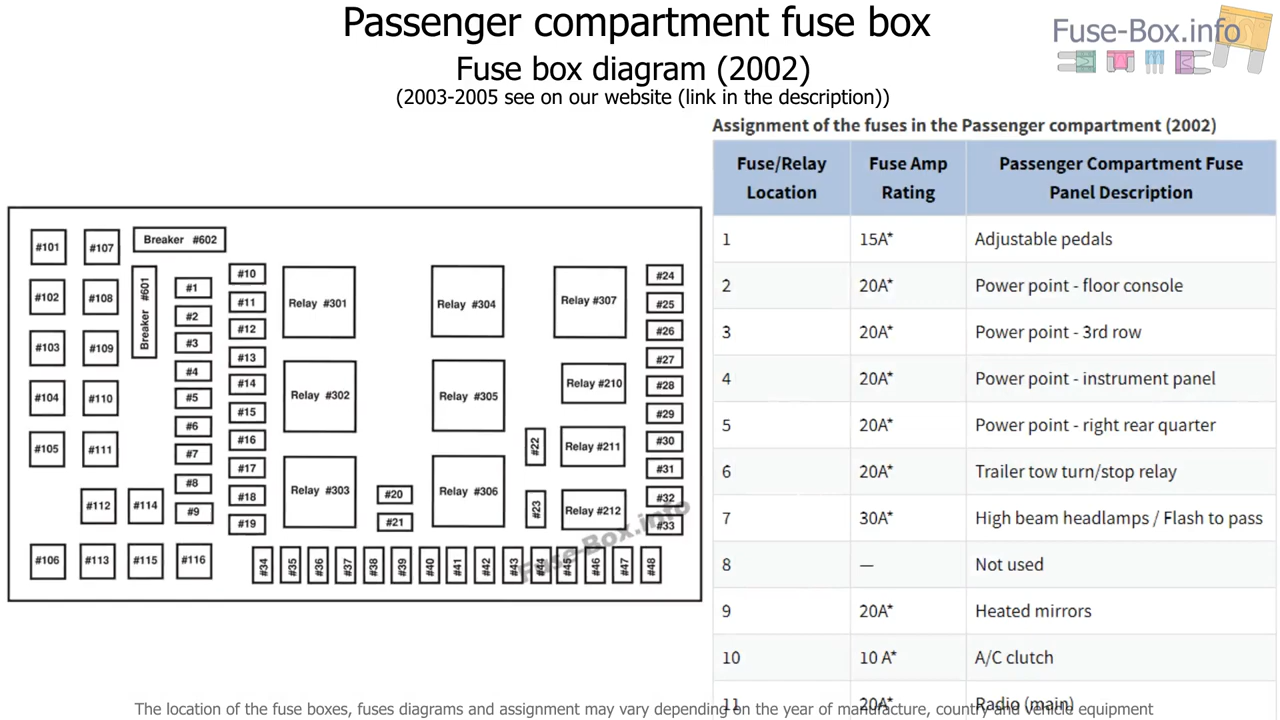 Passenger compartment fuse box
Fuse box diagram (2002)
(2003-2005 see on our website (link in the description))
Fuse-Box.info
Assignment of the fuses in the Passenger compartment (2002)
Fuse/Relay Location Fuse Amp Rating Passenger Compartment Fuse Panel Description
1 15A* Adjustable pedals
2 20A* Power point - floor console
3 20A* Power point - 3rd row
4 20A* Power point - instrument panel
5 20A* Power point - right rear quarter
6 20A* Trailer tow turn/stop relay
7 30A* High beam headlamps / Flash to pass
8 — Not used
9 20A* Heated mirrors
10 10 A* A/C clutch
11 20A* Radio (main)
#101 #107 Breaker #602
#102 #108 Breaker #601
#103 #109
#104 #110
#105 #111
#112 #114
#106 #113 #115 #116
#1
#2
#3
#4
#5
#6
#7
#8
#9
#10
#11
#12
#13
#14
#15
#16
#17
#18
#19
Relay #301
Relay #302
Relay #303
#20
#21
Relay #304
Relay #305
Relay #306
#22
#23
Relay #307
Relay #210
Relay #211
Relay #212
#24
#25
#26
#27
#28
#29
#30
#31
#32
#33
#34 #35 #36 #37 #38 #39 #40 #41 #42 #43 #44 #45 #46 #47 #48
Fuse-Box.info
The location of the fuse boxes, fuses diagrams and assignment may vary depending on the year of manufacture, country and vehicle equipment